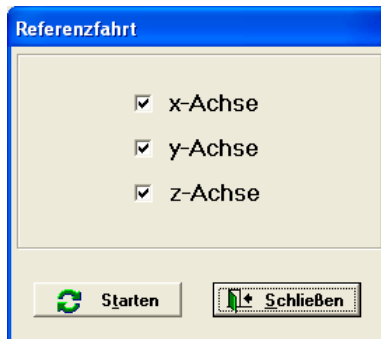 Referenzfahrt
x-Achse
y-Achse
z-Achse
Starten
Schließen